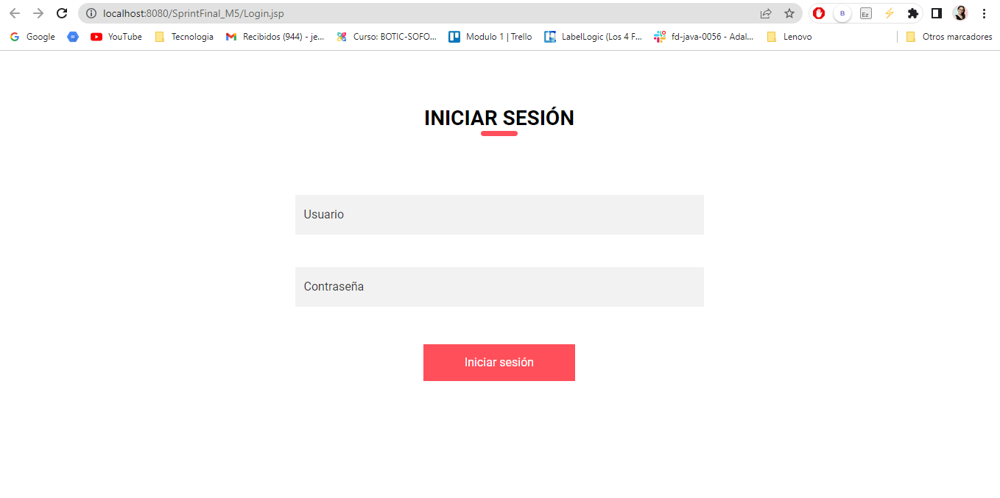 localhost:8080/SprintFinal_M5/Login.jsp
B
Ez
Google YouTube Tecnologia Recibidos (944) - je... Curso: BOTIC-SOFO... Modulo 1 | Trello LabelLogic (Los 4 F... fd-java-0056 - Adal... Lenovo Otros marcadores
INICIAR SESIÓN
Usuario
Contraseña
Iniciar sesión